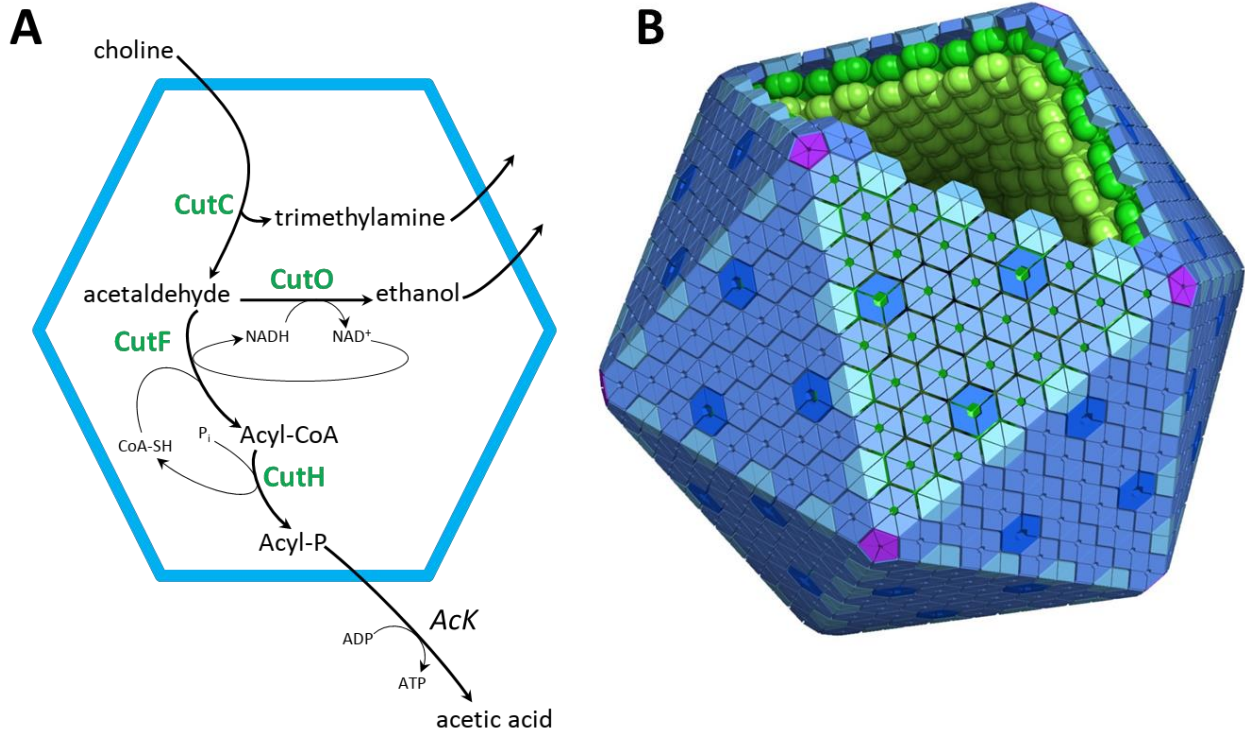 A
B
choline
CutC
trimethylamine
CutO
acetaldehyde
ethanol
CutF
NADH
NAD⁺
CoA-SH
Pᵢ
Acyl-CoA
CutH
Acyl-P
AcK
ADP
ATP
acetic acid